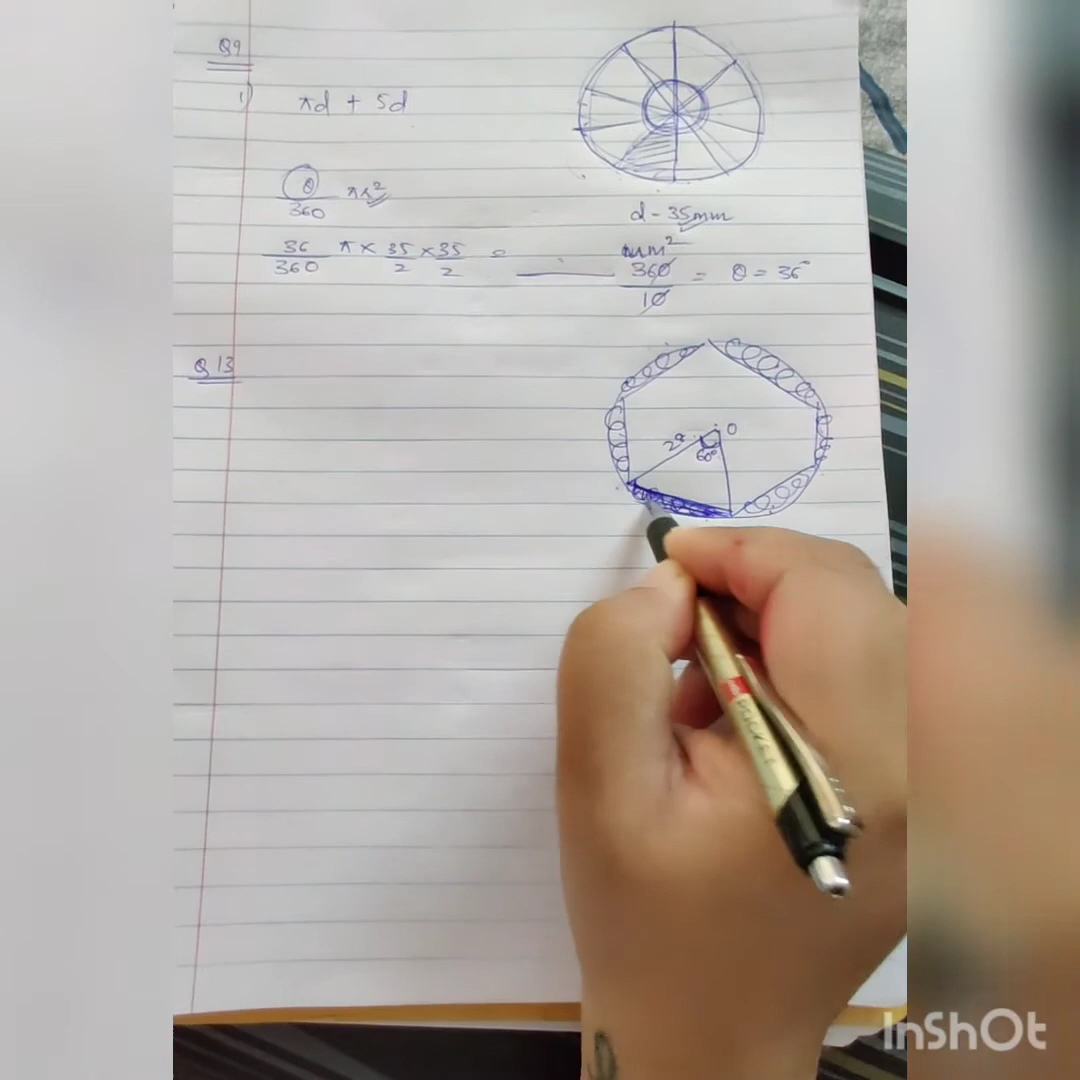 Q9
1) πd + 5d
θ/360 πr²
d - 35mm
36/360 π × 35/2 × 35/2 = ______ mm²
360/10 = θ = 36°
Q13
O
60°
InShOt